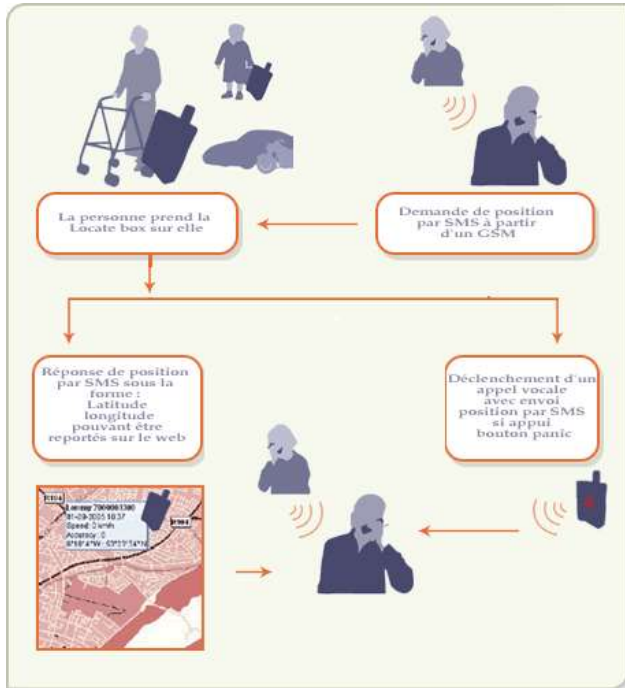 La personne prend la
Locate box sur elle
Demande de position
par SMS à partir
d'un GSM
Réponse de position
par SMS sous la
forme :
Latitude
longitude
pouvant être
reportés sur le web
Déclenchement d'un
appel vocale
avec envoi
position par SMS
si appui
bouton panic
Speed: 0 km/h
Accuracy: 0